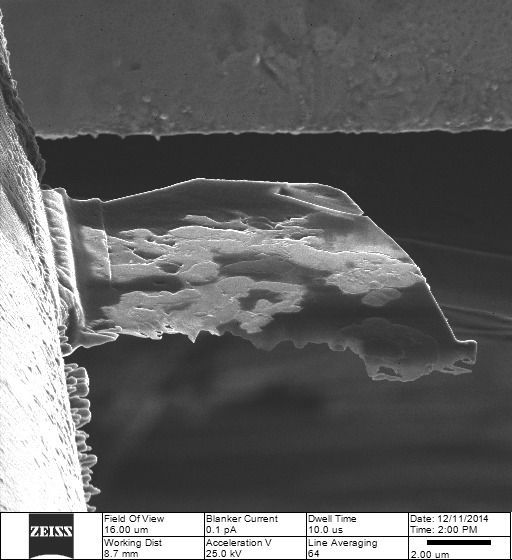 ZEISS
Field Of View
16.00 um
Working Dist
8.7 mm
Blanker Current
0.1 pA
Acceleration V
25.0 kV
Dwell Time
10.0 us
Line Averaging
64
Date: 12/11/2014
Time: 2:00 PM
2.00 um